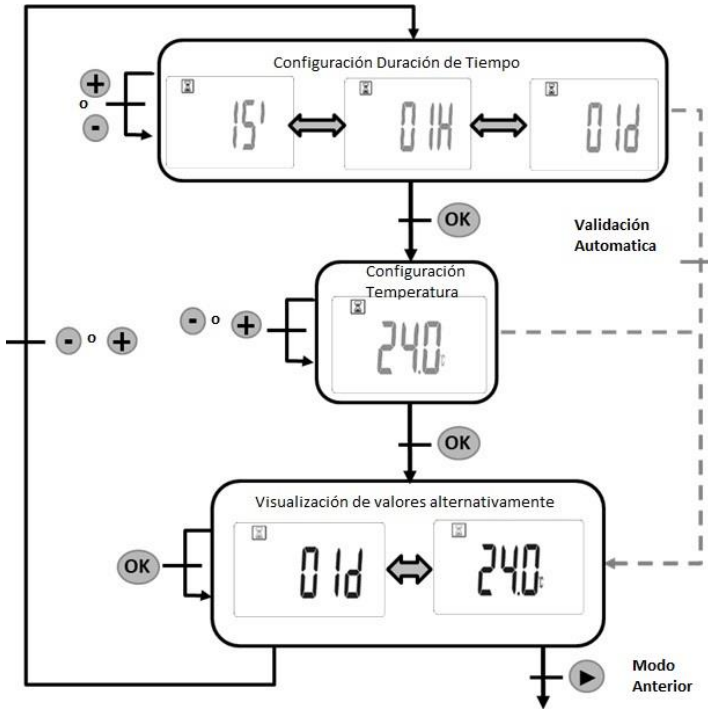 Configuración Duración de Tiempo
+
o
-
15'
01H
01d
OK
Validación
Automatica
Configuración
Temperatura
- o +
- o +
24.0°C
OK
Visualización de valores alternativamente
OK
01d
24.0°C
Modo
Anterior